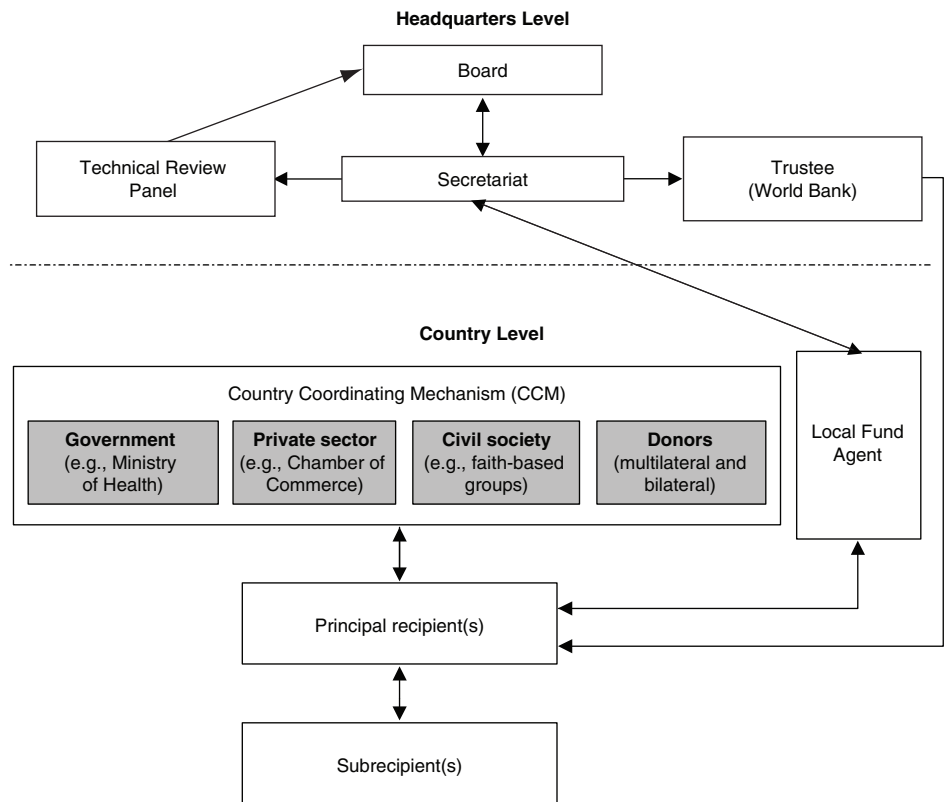 Headquarters Level
Board
Technical Review
Panel
Secretariat
Trustee
(World Bank)
Country Level
Country Coordinating Mechanism (CCM)
Government
(e.g., Ministry
of Health)
Private sector
(e.g., Chamber of
Commerce)
Civil society
(e.g., faith-based
groups)
Donors
(multilateral and
bilateral)
Local Fund
Agent
Principal recipient(s)
Subrecipient(s)